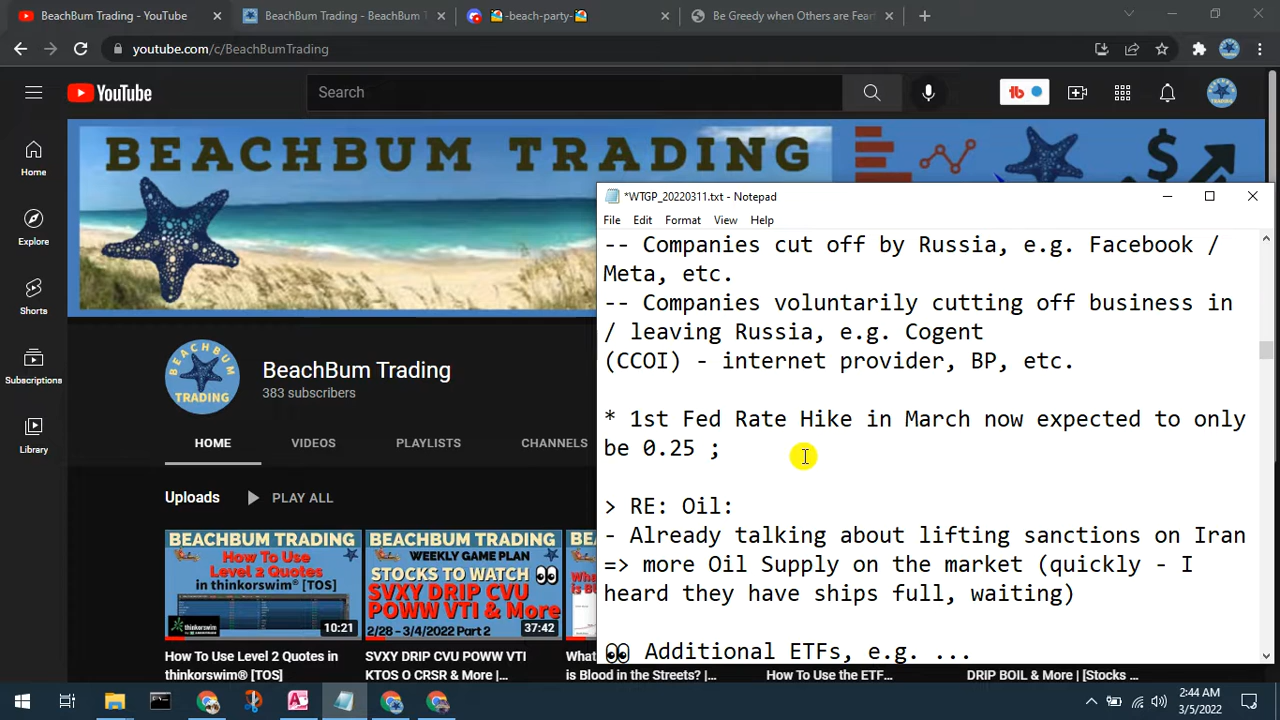 BeachBum Trading - YouTube
BeachBum Trading - BeachBum T
-beach-party-
Be Greedy when Others are Fear
youtube.com/c/BeachBumTrading
YouTube
Search
BEACHBUM TRADING
Home
Explore
Shorts
Subscriptions
Library
BEACHBUM TRADING
BeachBum Trading
383 subscribers
HOME
VIDEOS
PLAYLISTS
CHANNELS
Uploads
PLAY ALL
BEACHBUM TRADING
How To Use
Level 2 Quotes
in thinkorswim® [TOS]
thinkorswim
10:21
How To Use Level 2 Quotes in
thinkorswim® [TOS]
BEACHBUM TRADING
WEEKLY GAME PLAN
STOCKS TO WATCH 👀
SVXY DRIP CVU
POWW VTI & More
2/28 - 3/4/2022 Part 2
37:42
SVXY DRIP CVU POWW VTI
KTOS O CRSR & More |
What
is Blood in the Streets? |...
How To Use the ETF...
DRIP BOIL & More | [Stocks ...
*WTGP_20220311.txt - Notepad
File Edit Format View Help
-- Companies cut off by Russia, e.g. Facebook /
Meta, etc.
-- Companies voluntarily cutting off business in
/ leaving Russia, e.g. Cogent
(CCOI) - internet provider, BP, etc.
* 1st Fed Rate Hike in March now expected to only
be 0.25 ;
> RE: Oil:
- Already talking about lifting sanctions on Iran
=> more Oil Supply on the market (quickly - I
heard they have ships full, waiting)
👀 Additional ETFs, e.g. ...
2:44 AM
3/5/2022